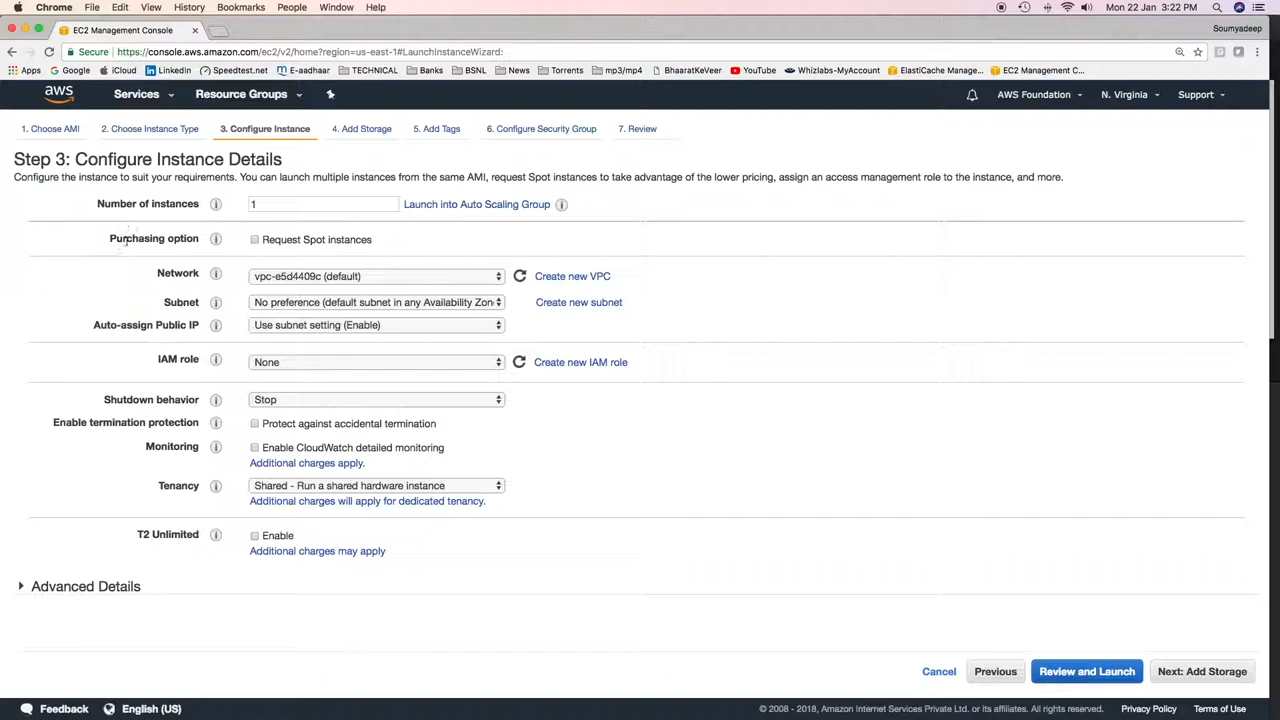 Chrome File Edit View History Bookmarks People Window Help Mon 22 Jan 3:22 PM
EC2 Management Console Soumyadeep
Secure https://console.aws.amazon.com/ec2/v2/home?region=us-east-1#LaunchInstanceWizard:
Apps Google iCloud LinkedIn Speedtest.net E-aadhaar TECHNICAL Banks BSNL News Torrents mp3/mp4 BhaaratKeVeer YouTube Whizlabs-MyAccount ElastiCache Manage... EC2 Management C...
aws Services Resource Groups AWS Foundation N. Virginia Support
1. Choose AMI 2. Choose Instance Type 3. Configure Instance 4. Add Storage 5. Add Tags 6. Configure Security Group 7. Review
Step 3: Configure Instance Details
Configure the instance to suit your requirements. You can launch multiple instances from the same AMI, request Spot instances to take advantage of the lower pricing, assign an access management role to the instance, and more.
Number of instances 1 Launch into Auto Scaling Group
Purchasing option Request Spot instances
Network vpc-e5d4409c (default) Create new VPC
Subnet No preference (default subnet in any Availability Zon Create new subnet
Auto-assign Public IP Use subnet setting (Enable)
IAM role None Create new IAM role
Shutdown behavior Stop
Enable termination protection Protect against accidental termination
Monitoring Enable CloudWatch detailed monitoring
Additional charges apply.
Tenancy Shared - Run a shared hardware instance
Additional charges will apply for dedicated tenancy.
T2 Unlimited Enable
Additional charges may apply
Advanced Details
Cancel Previous Review and Launch Next: Add Storage
Feedback English (US) © 2008 - 2018, Amazon Internet Services Private Ltd. or its affiliates. All rights reserved. Privacy Policy Terms of Use